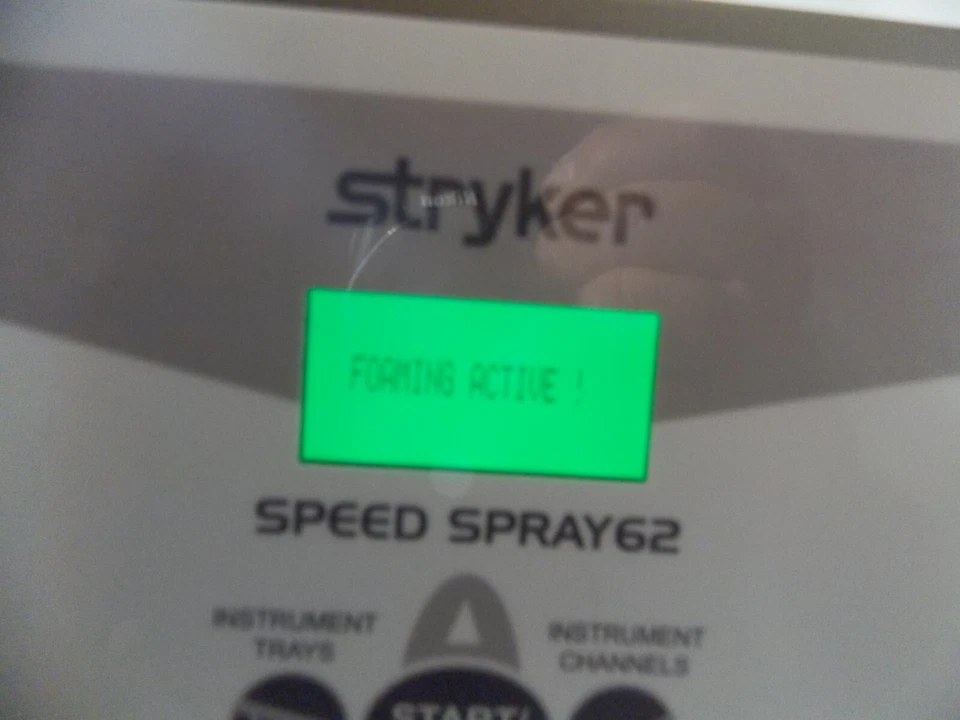 stryker
FOAMING ACTIVE !
SPEED SPRAY62
INSTRUMENT
TRAYS
INSTRUMENT
CHANNELS
START/